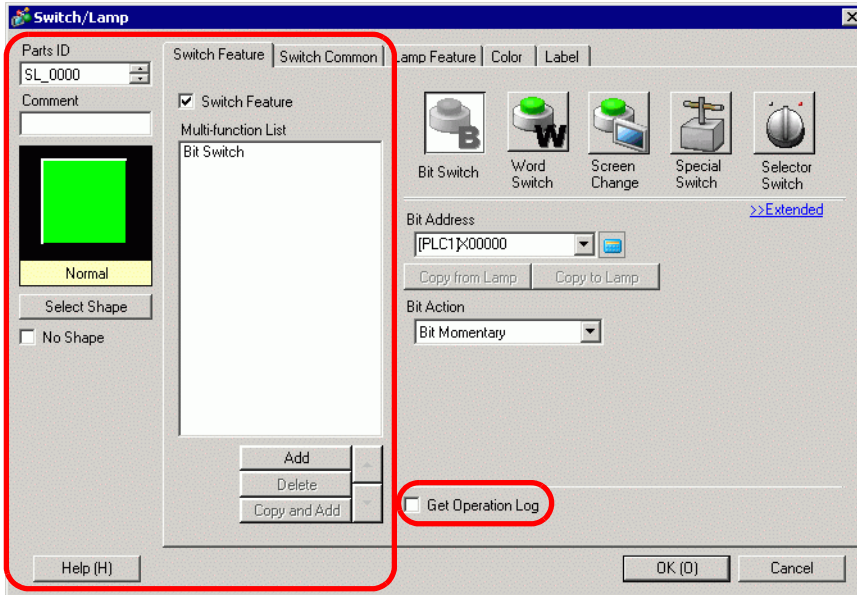 Switch/Lamp
Parts ID
SL_0000
Comment
Normal
Select Shape
No Shape
Help (H)
Switch Feature
Switch Common
Lamp Feature
Color
Label
Switch Feature
Multi-function List
Bit Switch
Add
Delete
Copy and Add
B
Bit Switch
W
Word
Switch
Screen
Change
Special
Switch
Selector
Switch
>>Extended
Bit Address
[PLC1]X00000
Copy from Lamp
Copy to Lamp
Bit Action
Bit Momentary
Get Operation Log
OK (O)
Cancel